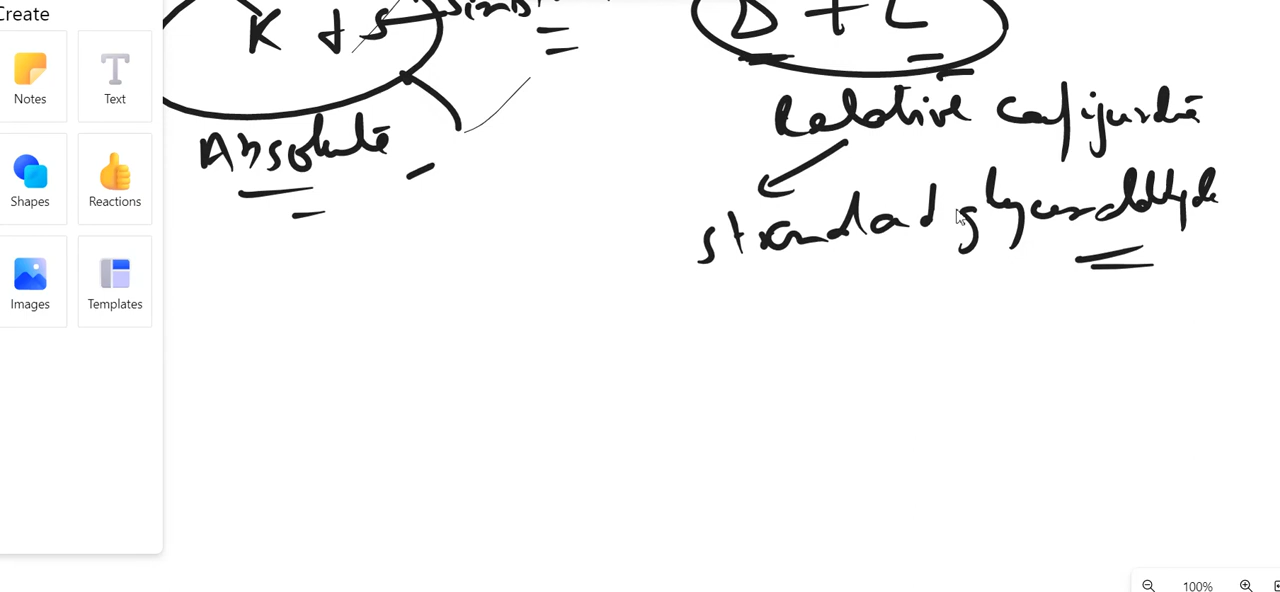 Create
Notes
Text
Shapes
Reactions
Images
Templates
R + S
Absolute
D + L
Relative configuration
standard glyceraldehyde
100%